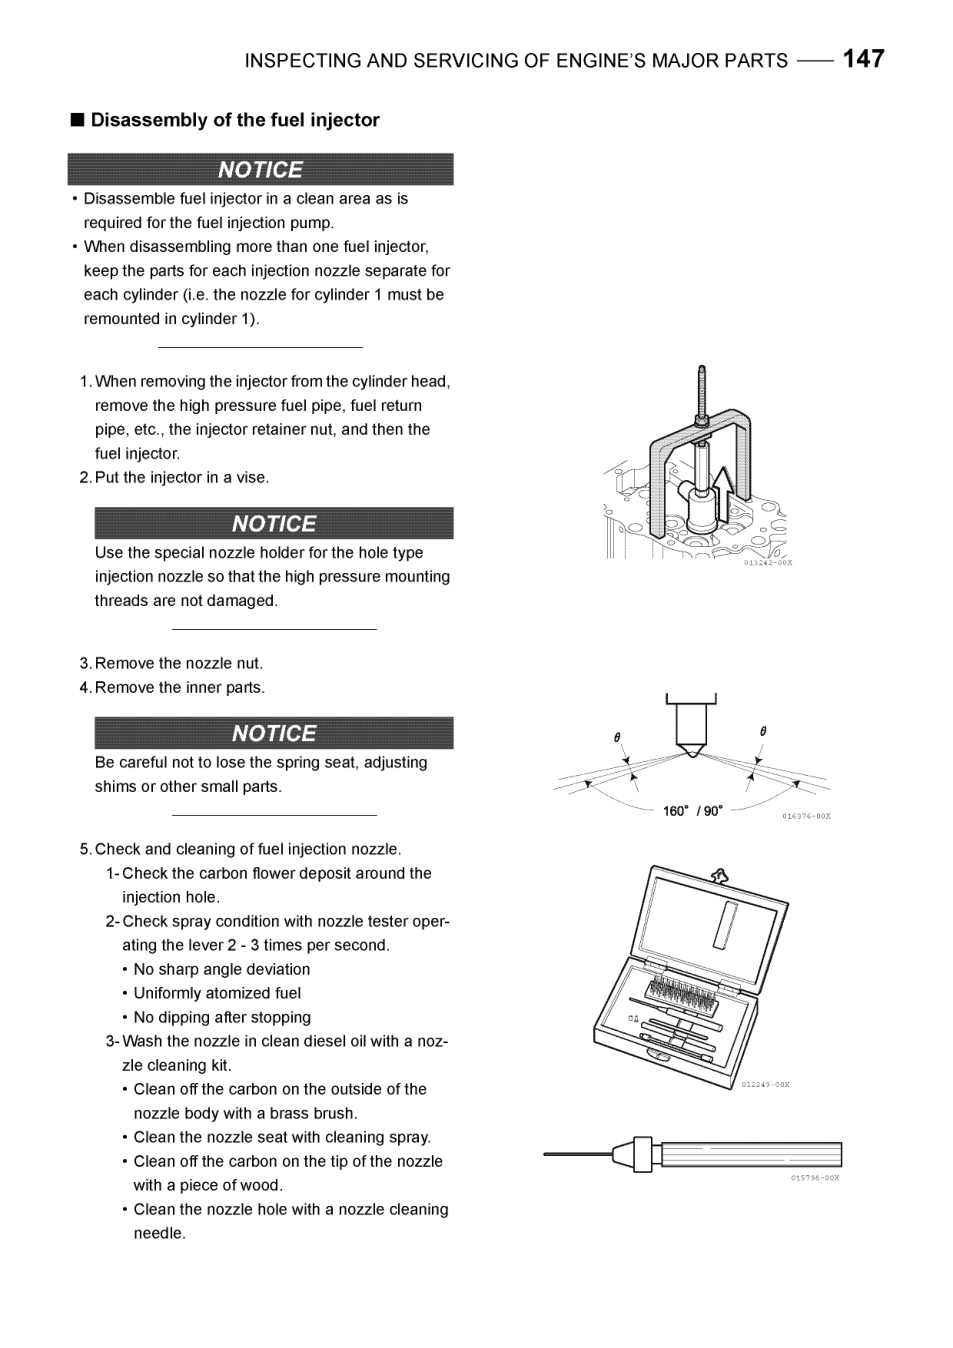 INSPECTING AND SERVICING OF ENGINE'S MAJOR PARTS 147
■ Disassembly of the fuel injector
NOTICE
• Disassemble fuel injector in a clean area as is
required for the fuel injection pump.
• When disassembling more than one fuel injector,
keep the parts for each injection nozzle separate for
each cylinder (i.e. the nozzle for cylinder 1 must be
remounted in cylinder 1).
1. When removing the injector from the cylinder head,
remove the high pressure fuel pipe, fuel return
pipe, etc., the injector retainer nut, and then the
fuel injector.
2. Put the injector in a vise.
NOTICE
Use the special nozzle holder for the hole type
injection nozzle so that the high pressure mounting
threads are not damaged.
3. Remove the nozzle nut.
4. Remove the inner parts.
NOTICE
Be careful not to lose the spring seat, adjusting
shims or other small parts.
5. Check and cleaning of fuel injection nozzle.
1- Check the carbon flower deposit around the
injection hole.
2- Check spray condition with nozzle tester oper-
ating the lever 2 - 3 times per second.
• No sharp angle deviation
• Uniformly atomized fuel
• No dipping after stopping
3- Wash the nozzle in clean diesel oil with a noz-
zle cleaning kit.
• Clean off the carbon on the outside of the
nozzle body with a brass brush.
• Clean the nozzle seat with cleaning spray.
• Clean off the carbon on the tip of the nozzle
with a piece of wood.
• Clean the nozzle hole with a nozzle cleaning
needle.
013242-00X
θ θ
160° / 90°
016376-00X
012249-00X
015796-00X